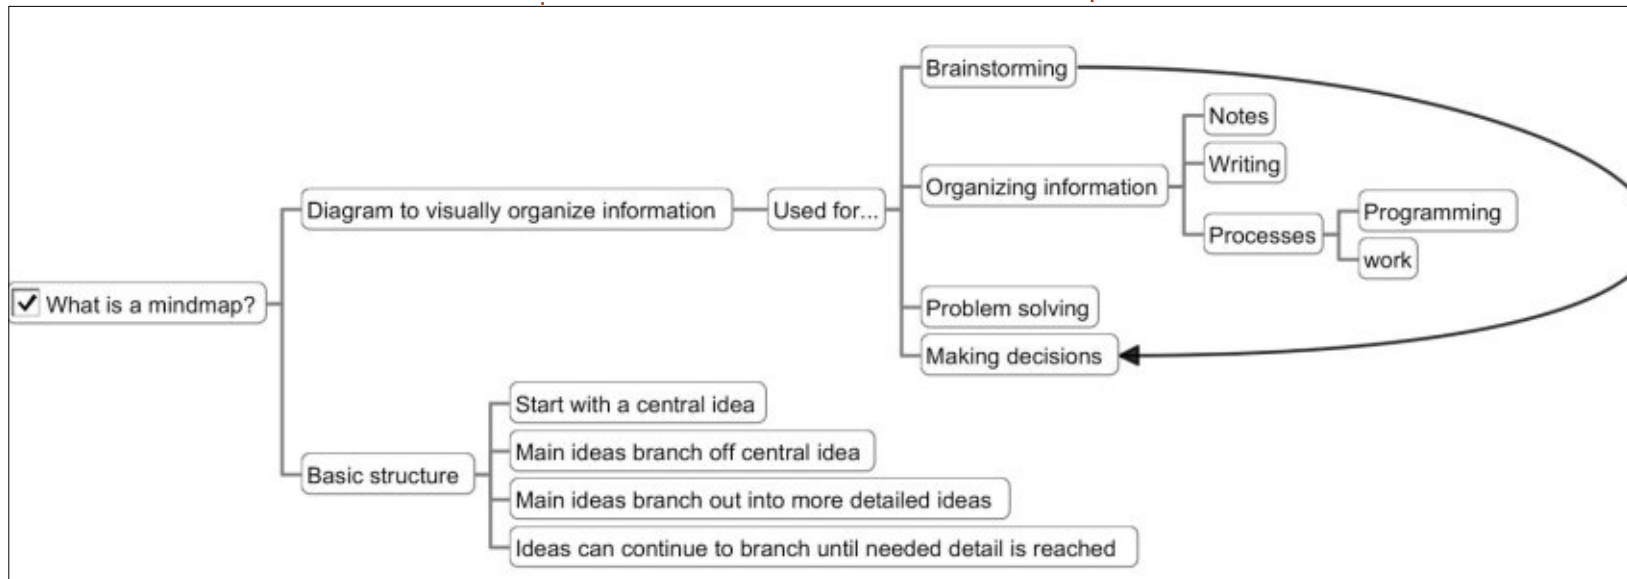 What is a mindmap?
Diagram to visually organize information
Used for...
Brainstorming
Organizing information
Notes
Writing
Processes
Programming
work
Problem solving
Making decisions
Basic structure
Start with a central idea
Main ideas branch off central idea
Main ideas branch out into more detailed ideas
Ideas can continue to branch until needed detail is reached